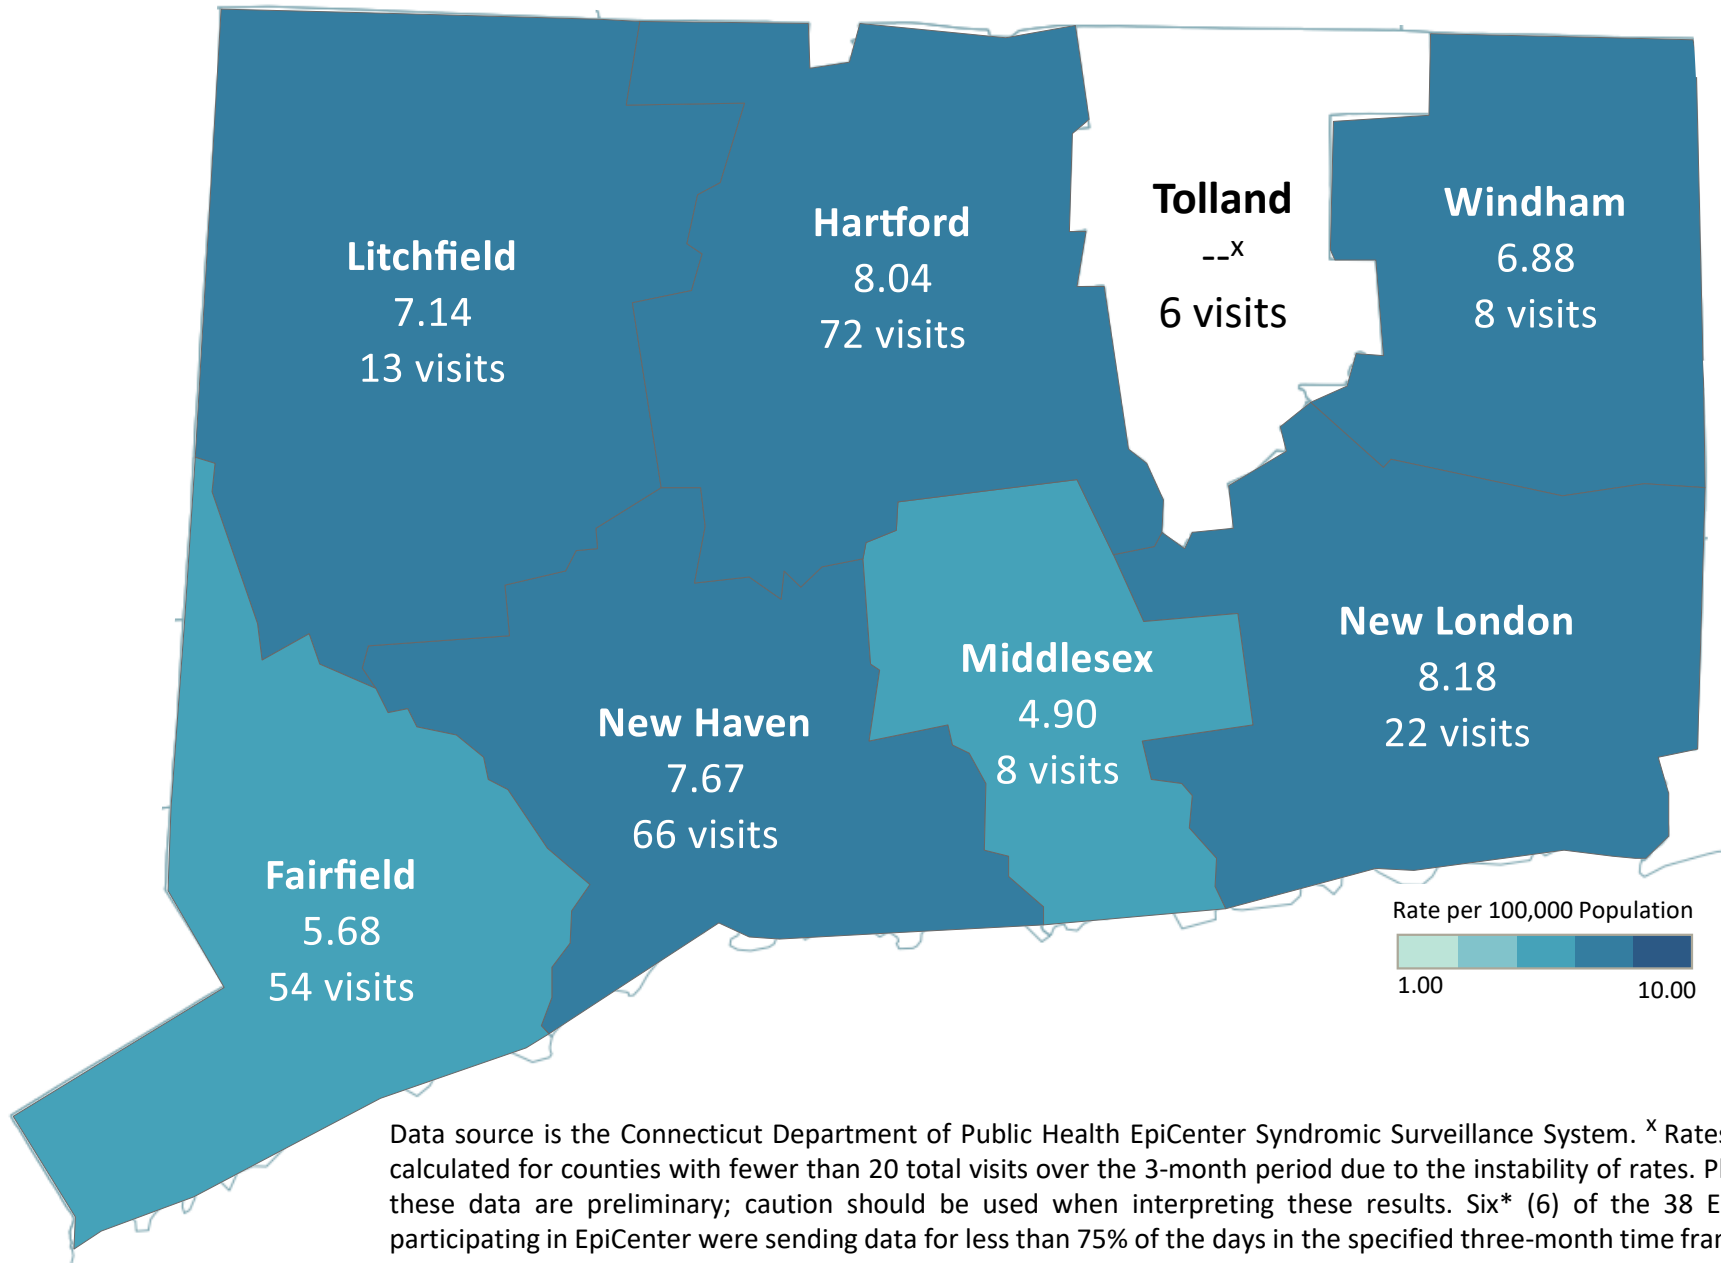 Litchfield
7.14
13 visits
Hartford
8.04
72 visits
Tolland
--ˣ
6 visits
Windham
6.88
8 visits
Fairfield
5.68
54 visits
New Haven
7.67
66 visits
Middlesex
4.90
8 visits
New London
8.18
22 visits
Rate per 100,000 Population
1.00
10.00
Data source is the Connecticut Department of Public Health EpiCenter Syndromic Surveillance System. ˣ Rates
calculated for counties with fewer than 20 total visits over the 3-month period due to the instability of rates.
these data are preliminary; caution should be used when interpreting these results. Six* (6) of the 38
participating in EpiCenter were sending data for less than 75% of the days in the specified three-month time